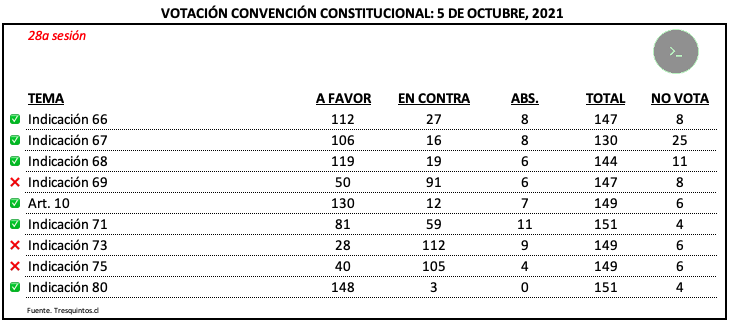 VOTACIÓN CONVENCIÓN CONSTITUCIONAL: 5 DE OCTUBRE, 2021
28a sesión
>_
TEMA A FAVOR EN CONTRA ABS. TOTAL NO VOTA
✅ Indicación 66 112 27 8 147 8
✅ Indicación 67 106 16 8 130 25
✅ Indicación 68 119 19 6 144 11
❌ Indicación 69 50 91 6 147 8
✅ Art. 10 130 12 7 149 6
✅ Indicación 71 81 59 11 151 4
❌ Indicación 73 28 112 9 149 6
❌ Indicación 75 40 105 4 149 6
✅ Indicación 80 148 3 0 151 4
Fuente. Tresquintos.cl